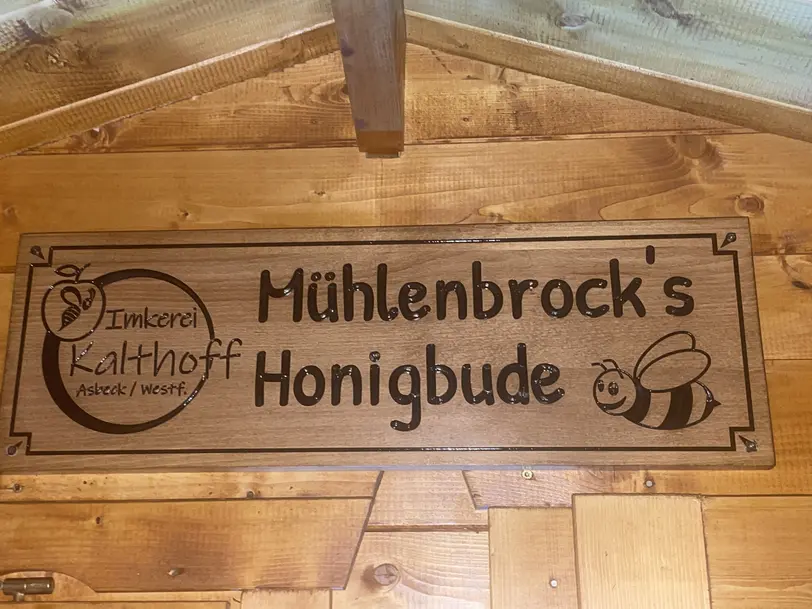 Imkerei
Kalthoff
Asbeck / Westf.
Mühlenbrock's
Honigbude